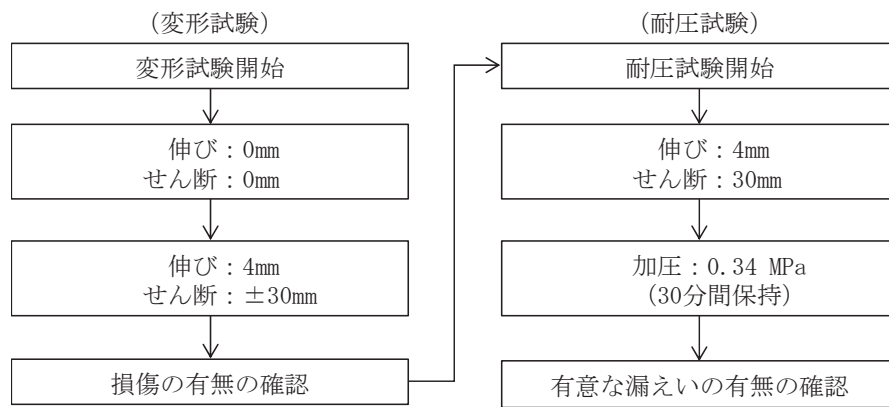 （変形試験）
変形試験開始
伸び：0mm
せん断：0mm
伸び：4mm
せん断：±30mm
損傷の有無の確認
（耐圧試験）
耐圧試験開始
伸び：4mm
せん断：30mm
加圧：0.34 MPa
（30分間保持）
有意な漏えいの有無の確認